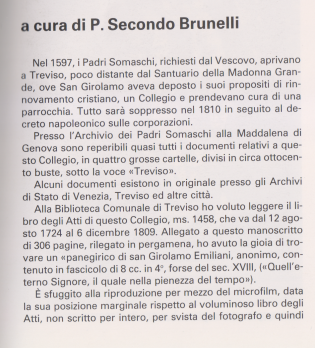 a cura di P. Secondo Brunelli
Nel 1597, i Padri Somaschi, richiesti dal Vescovo, aprivano
a Treviso, poco distante dal Santuario della Madonna Gran-
de, ove San Girolamo aveva deposto i suoi propositi di rin-
novamento cristiano, un Collegio e prendevano cura di una
parrocchia. Tutto sarà soppresso nel 1810 in seguito al de-
creto napoleonico sulle corporazioni.
Presso l'Archivio dei Padri Somaschi alla Maddalena di
Genova sono reperibili quasi tutti i documenti relativi a que-
sto Collegio, in quattro grosse cartelle, divisi in circa ottocen-
to buste, sotto la voce «Treviso».
Alcuni documenti esistono in originale presso gli Archivi
di Stato di Venezia, Treviso ed altre città.
Alla Biblioteca Comunale di Treviso ho voluto leggere il li-
bro degli Atti di questo Collegio, ms. 1458, che va dal 12 ago-
sto 1724 al 6 dicembre 1809. Allegato a questo manoscritto
di 306 pagine, rilegato in pergamena, ho avuto la gioia di tro-
vare un «panegirico di san Girolamo Emiliani, anonimo, con-
tenuto in fascicolo di 8 cc. in 4°, forse del sec. XVIII, («Quell'e-
terno Signore, il quale nella pienezza del tempo»).
È sfuggito alla riproduzione per mezzo del microfilm, data
la sua posizione marginale rispetto al voluminoso libro degli
Atti, non scritto per intero, per svista del fotografo e quindi